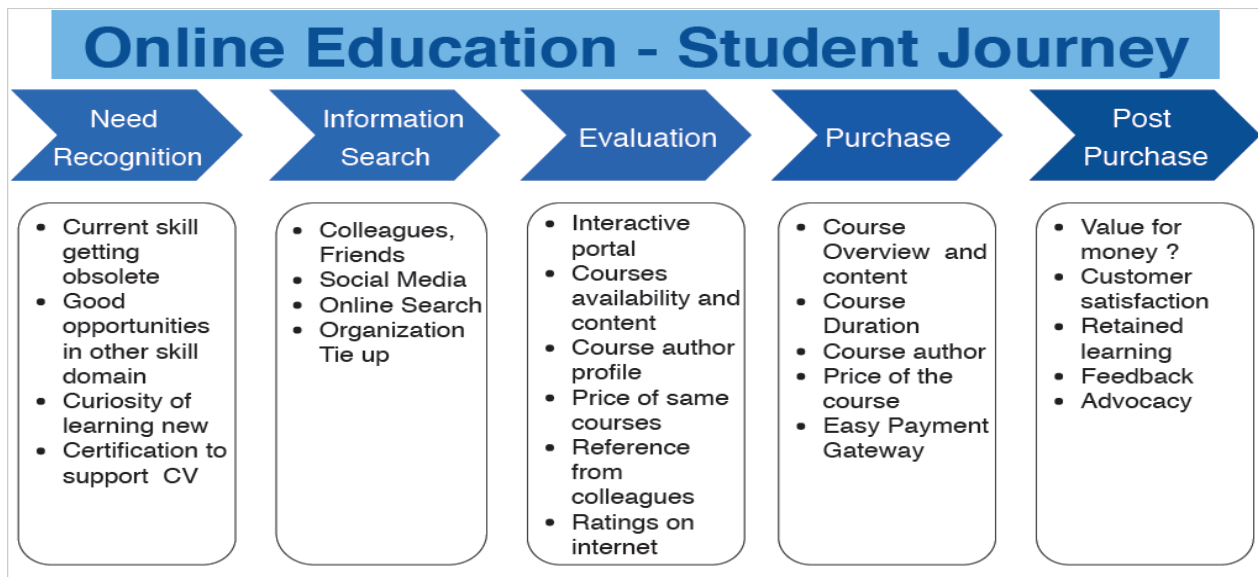 Online Education - Student Journey
Need
Recognition
Information
Search
Evaluation
Purchase
Post
Purchase
• Current skill
getting
obsolete
• Good
opportunities
in other skill
domain
• Curiosity of
learning new
• Certification to
support CV
• Colleagues,
Friends
• Social Media
• Online Search
• Organization
Tie up
• Interactive
portal
• Courses
availability and
content
• Course author
profile
• Price of same
courses
• Reference
from
colleagues
• Ratings on
internet
• Course
Overview and
content
• Course
Duration
• Course author
• Price of the
course
• Easy Payment
Gateway
• Value for
money ?
• Customer
satisfaction
• Retained
learning
• Feedback
• Advocacy